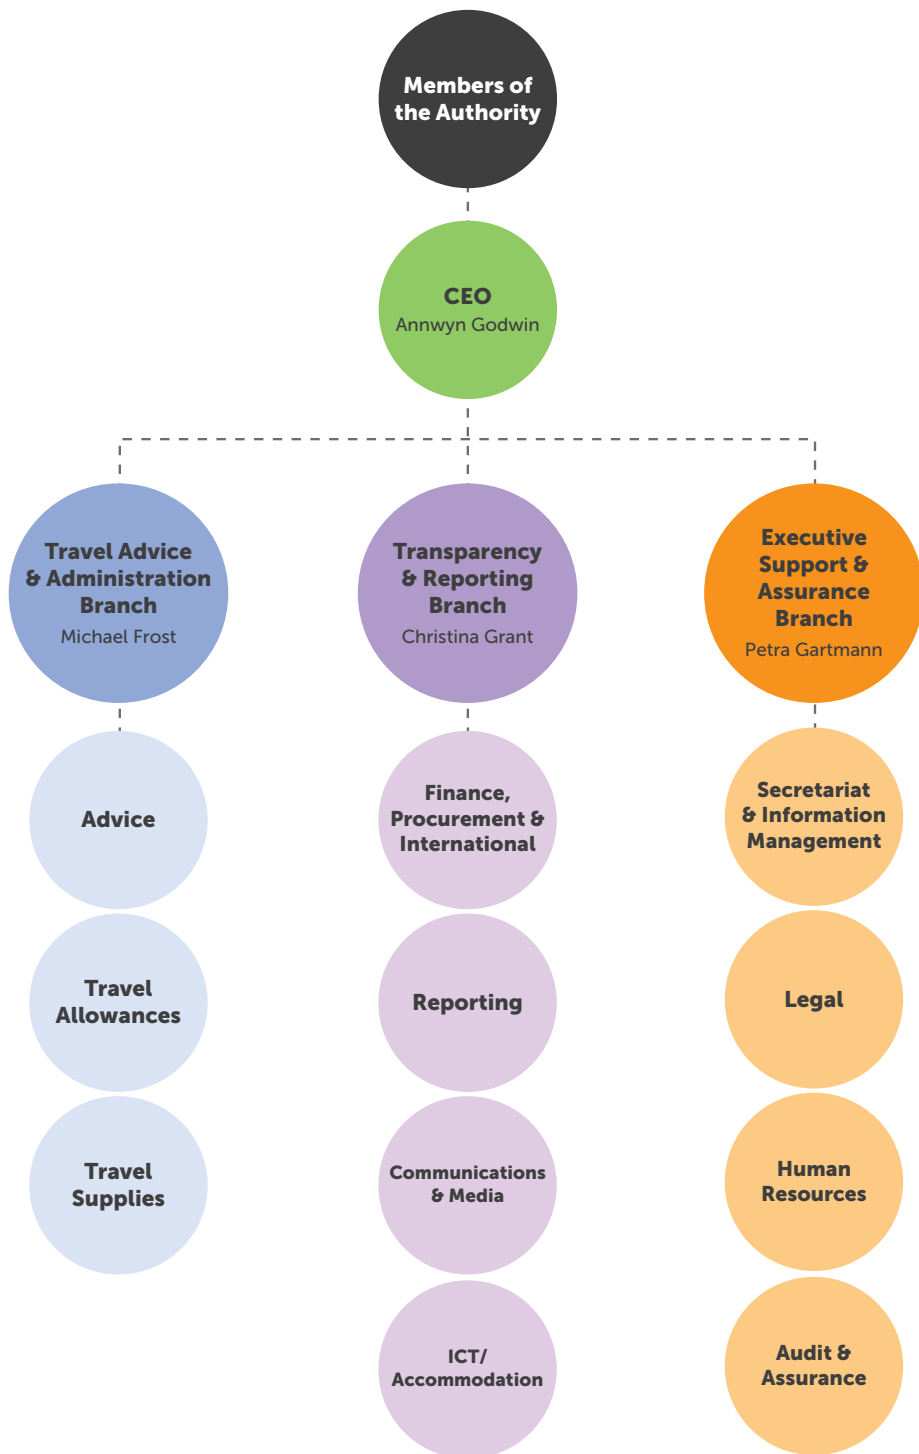 Members of
the Authority
CEO
Annwyn Godwin
Travel Advice
& Administration
Branch
Michael Frost
Transparency
& Reporting
Branch
Christina Grant
Executive
Support &
Assurance
Branch
Petra Gartmann
Advice
Travel
Allowances
Travel
Supplies
Finance,
Procurement &
International
Reporting
Communications
& Media
ICT/
Accommodation
Secretariat
& Information
Management
Legal
Human
Resources
Audit &
Assurance